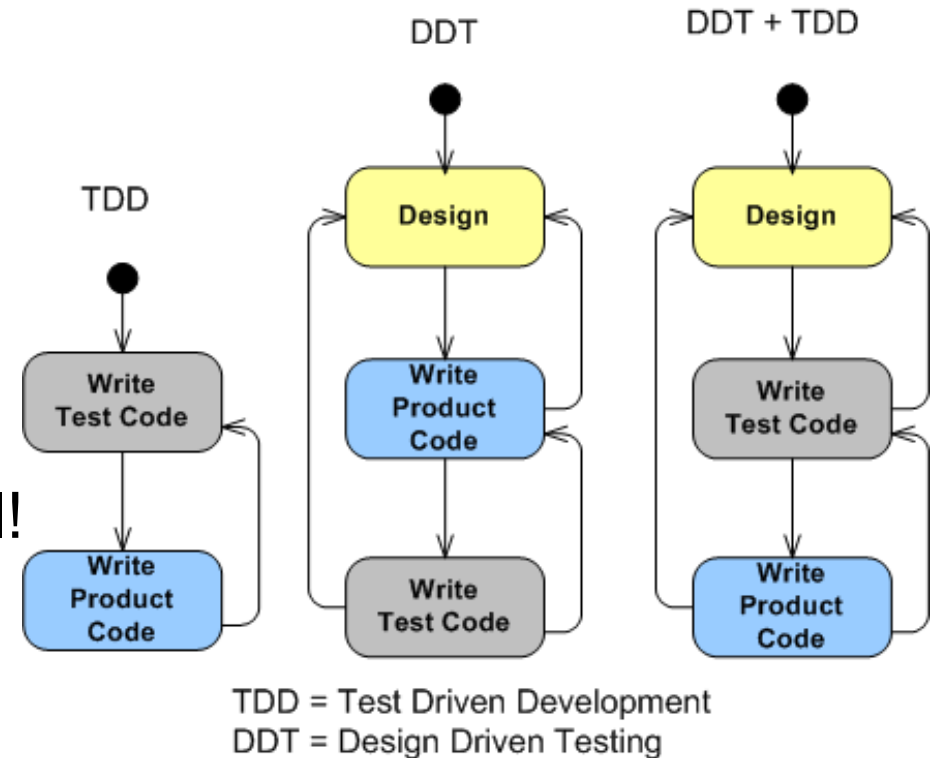 TDD
Write
Test Code
Write
Product
Code
DDT
Design
Write
Product
Code
Write
Test Code
DDT + TDD
Design
Write
Test Code
Write
Product
Code
!
TDD = Test Driven Development
DDT = Design Driven Testing